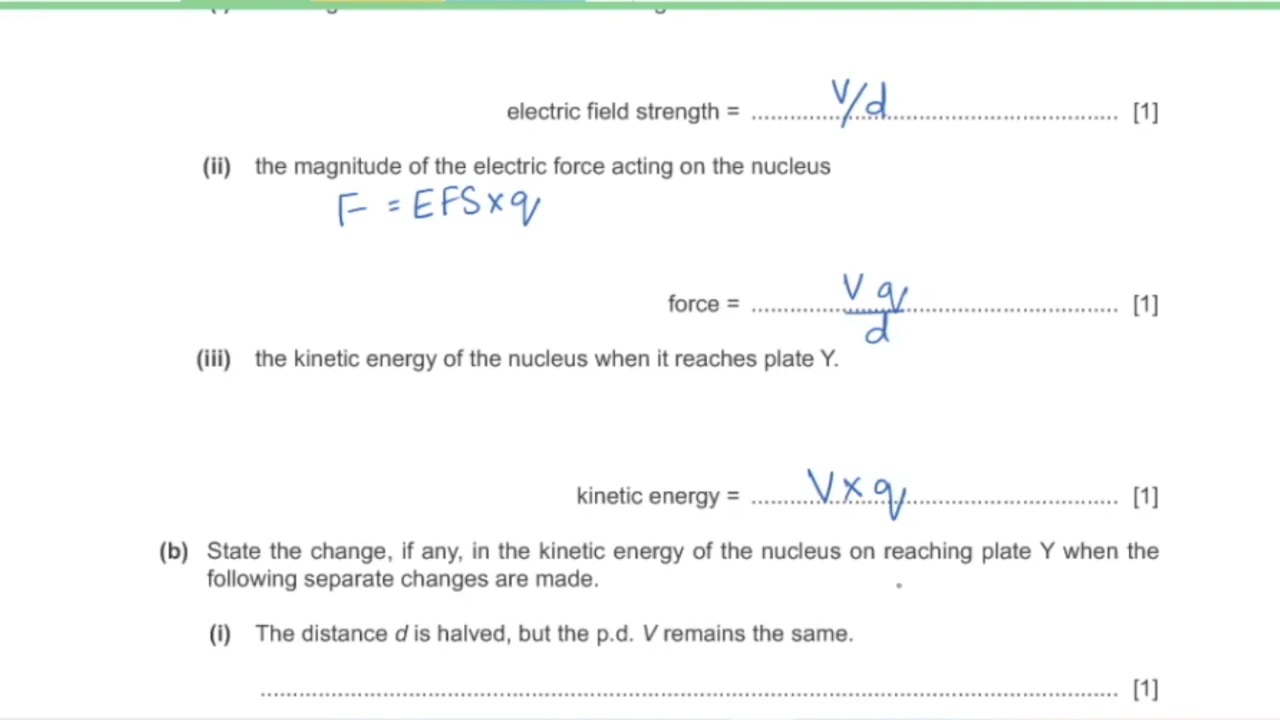 electric field strength = V/d [1]
(ii) the magnitude of the electric force acting on the nucleus
F = EFS x q
force = Vq/d [1]
(iii) the kinetic energy of the nucleus when it reaches plate Y.
kinetic energy = V x q [1]
(b) State the change, if any, in the kinetic energy of the nucleus on reaching plate Y when the
following separate changes are made.
(i) The distance d is halved, but the p.d. V remains the same.
[1]